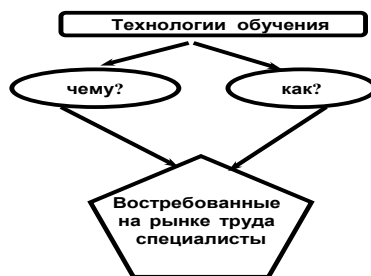 Технологии обучения
чему?
как?
Востребованные
на рынке труда
специалисты